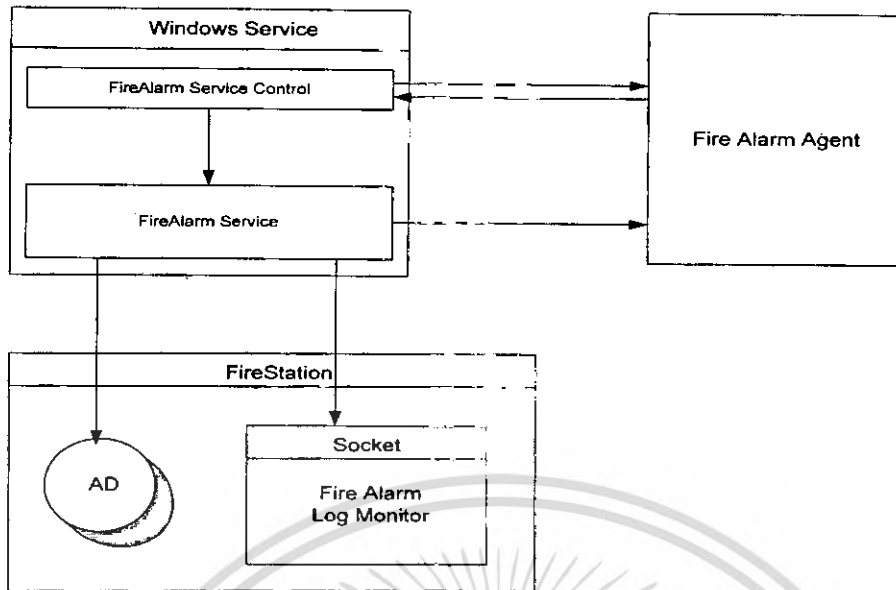 Windows Service
FireAlarm Service Control
Fire Alarm Agent
FireAlarm Service
FireStation
AD
Socket
Fire Alarm
Log Monitor